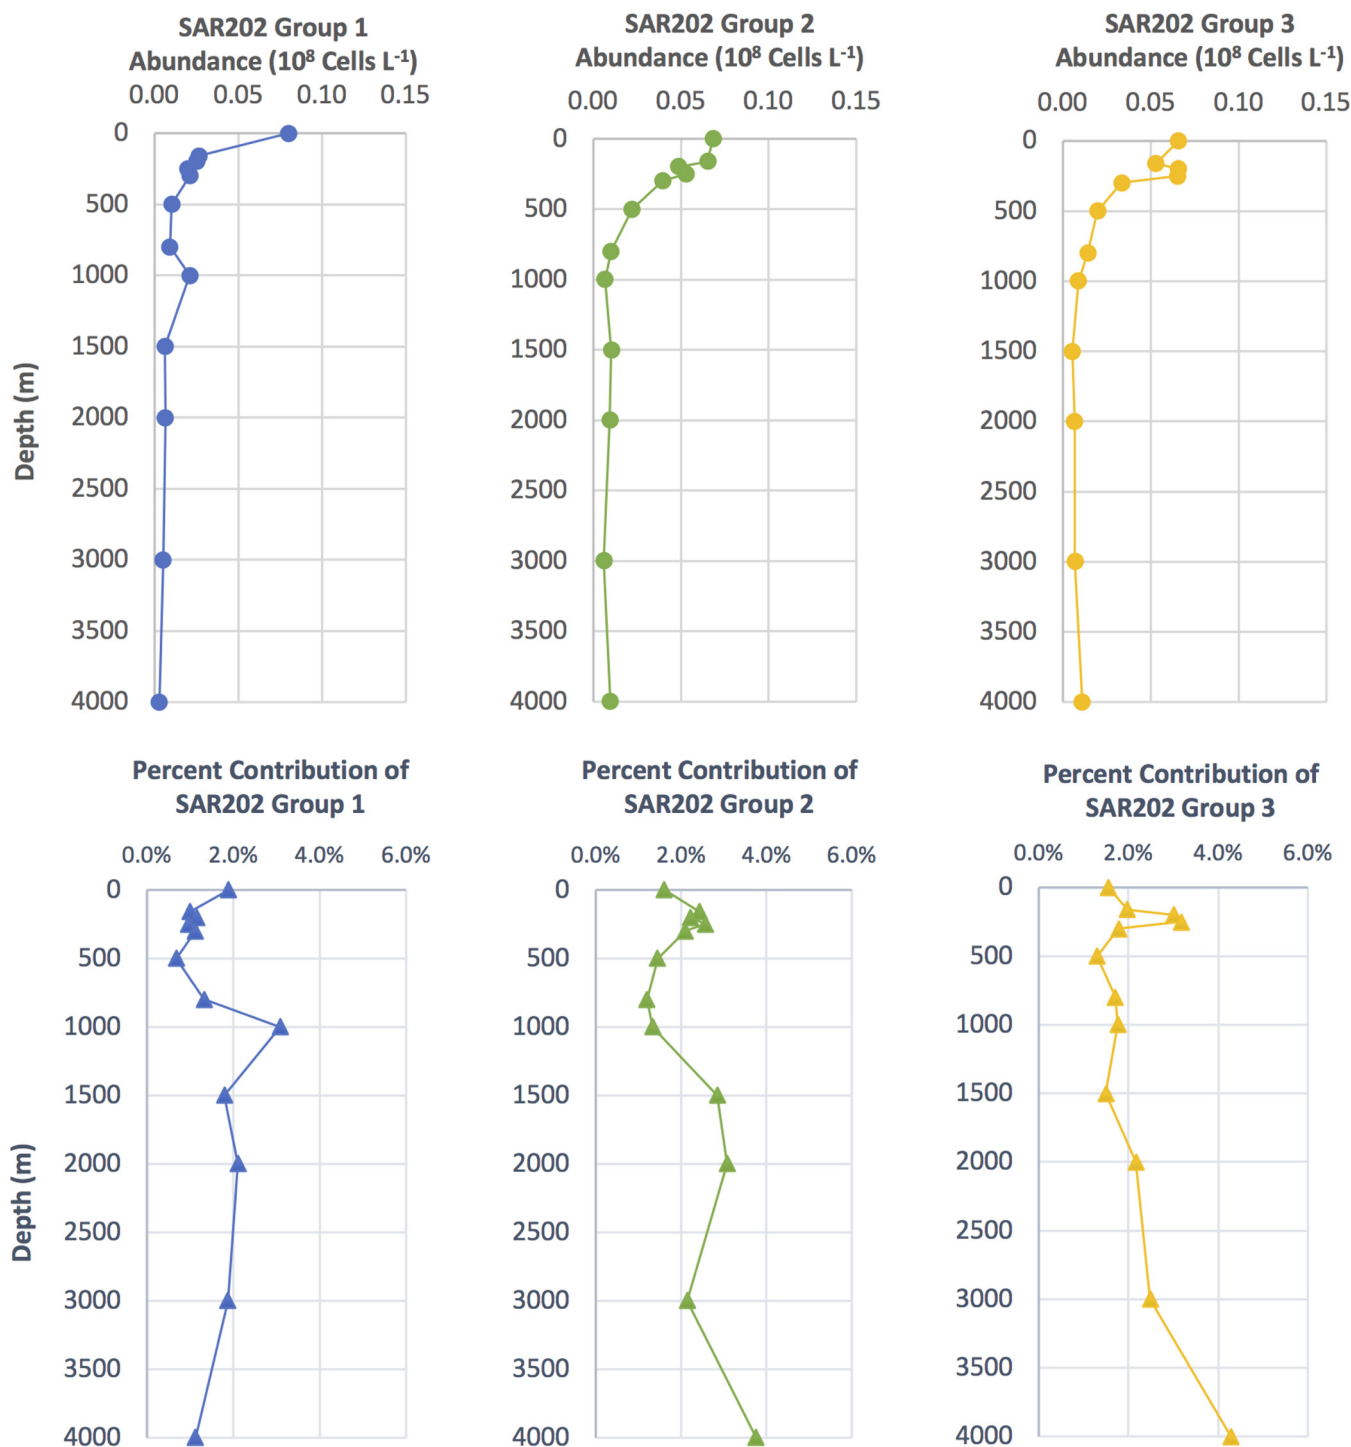 SAR202 Group 1
Abundance (10⁸ Cells L⁻¹)
0.00 0.05 0.10 0.15
0
500
1000
1500
2000
2500
3000
3500
4000
Depth (m)
SAR202 Group 2
Abundance (10⁸ Cells L⁻¹)
0.00 0.05 0.10 0.15
0
500
1000
1500
2000
2500
3000
3500
4000
SAR202 Group 3
Abundance (10⁸ Cells L⁻¹)
0.00 0.05 0.10 0.15
0
500
1000
1500
2000
2500
3000
3500
4000
Percent Contribution of
SAR202 Group 1
0.0% 2.0% 4.0% 6.0%
0
500
1000
1500
2000
2500
3000
3500
4000
Depth (m)
Percent Contribution of
SAR202 Group 2
0.0% 2.0% 4.0% 6.0%
0
500
1000
1500
2000
2500
3000
3500
4000
Percent Contribution of
SAR202 Group 3
0.0% 2.0% 4.0% 6.0%
0
500
1000
1500
2000
2500
3000
3500
4000